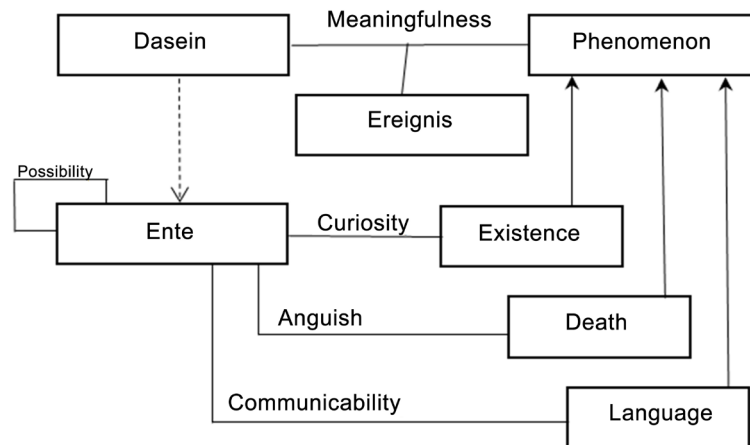 Meaningfulness
Dasein
Phenomenon
Ereignis
Possibility
Ente
Curiosity
Existence
Anguish
Death
Communicability
Language